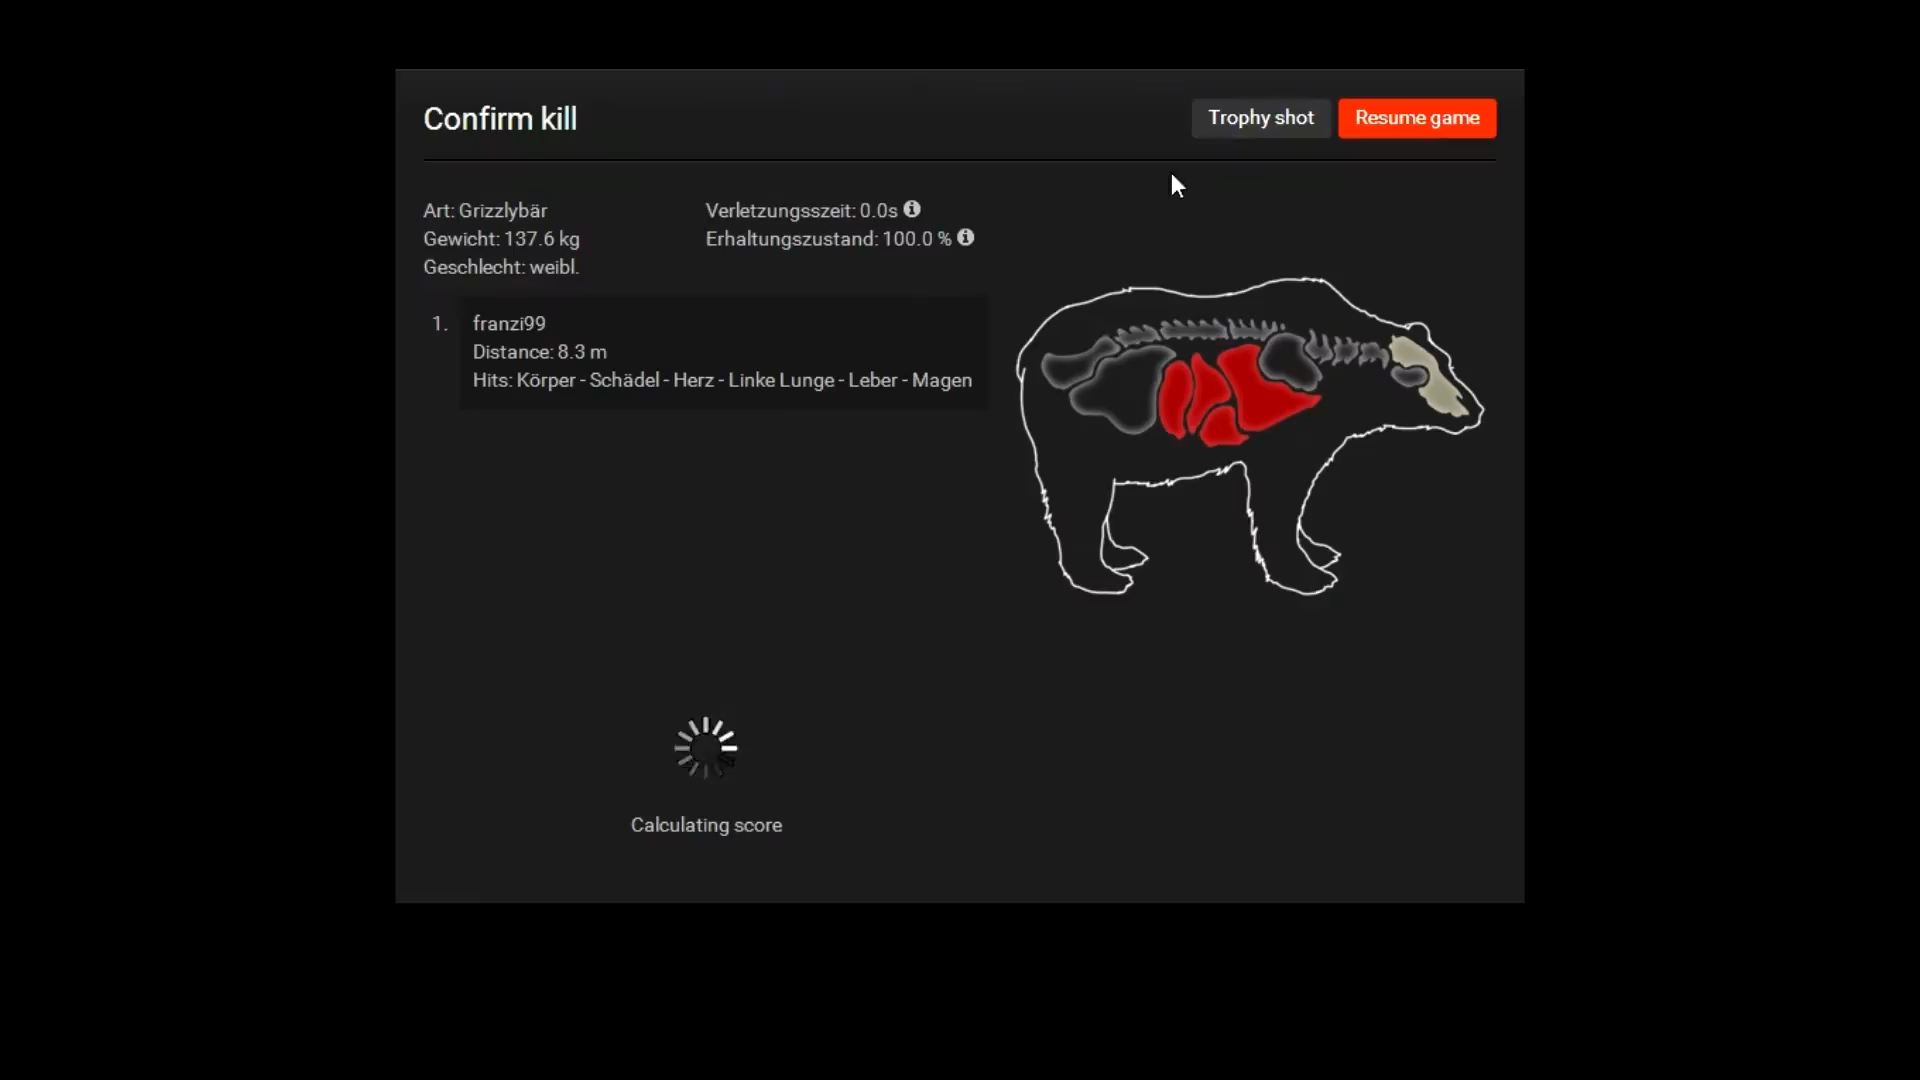 Confirm kill
Trophy shot
Resume game
Art: Grizzlybär
Gewicht: 137.6 kg
Geschlecht: weibl.
Verletzungsszeit: 0.0s
Erhaltungszustand: 100.0 %
1.
franzi99
Distance: 8.3 m
Hits: Körper - Schädel - Herz - Linke Lunge - Leber - Magen
Calculating score